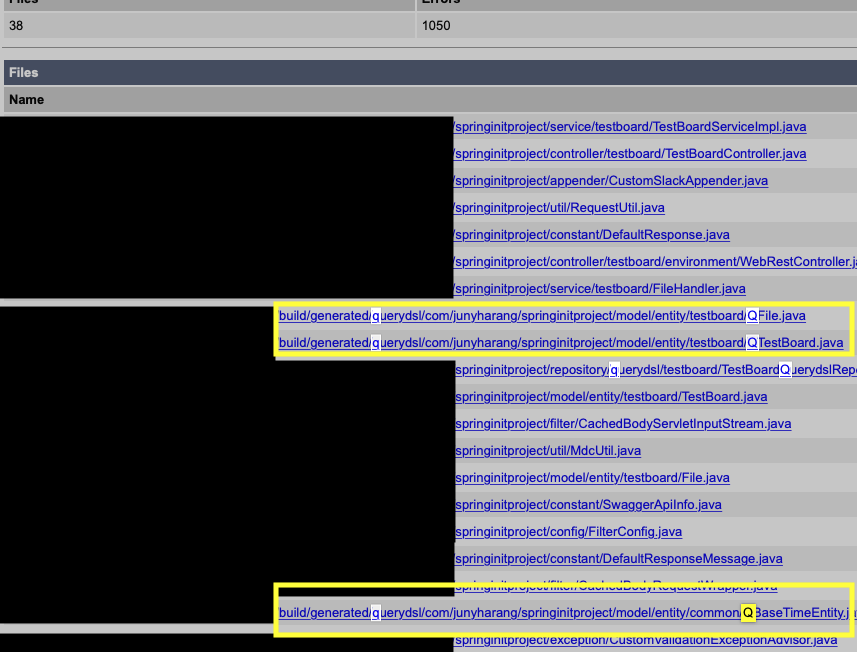 Files Errors
38 1050
Files
Name
/springinitproject/service/testboard/TestBoardServiceImpl.java
/springinitproject/controller/testboard/TestBoardController.java
/springinitproject/appender/CustomSlackAppender.java
/springinitproject/util/RequestUtil.java
/springinitproject/constant/DefaultResponse.java
/springinitproject/controller/testboard/environment/WebRestController.ja
/springinitproject/service/testboard/FileHandler.java
build/generated/querydsl/com/junyharang/springinitproject/model/entity/testboard/QFile.java
build/generated/querydsl/com/junyharang/springinitproject/model/entity/testboard/QTestBoard.java
springinitproject/repository/querydsl/testboard/TestBoardQuerydslRepo
springinitproject/model/entity/testboard/TestBoard.java
springinitproject/filter/CachedBodyServletInputStream.java
springinitproject/util/MdcUtil.java
springinitproject/model/entity/testboard/File.java
springinitproject/constant/SwaggerApiInfo.java
springinitproject/config/FilterConfig.java
springinitproject/constant/DefaultResponseMessage.java
springinitproject/filter/CachedBodyRequestWrapper.java
build/generated/querydsl/com/junyharang/springinitproject/model/entity/common/QBaseTimeEntity.j
springinitproject/exception/CustomValidationExceptionAdvisor.java